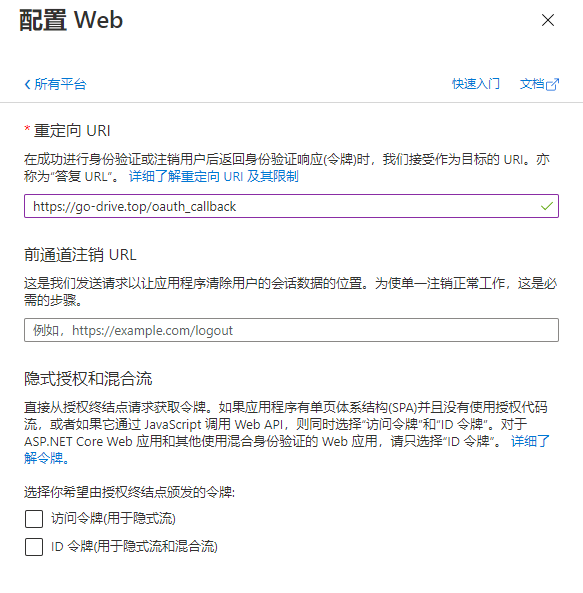 配置 Web
所有平台
快速入门 文档
* 重定向 URI
在成功进行身份验证或注销用户后返回身份验证响应(令牌)时，我们接受作为目标的 URI。亦
称为“答复 URL”。 详细了解重定向 URI 及其限制
https://go-drive.top/oauth_callback
前通道注销 URL
这是我们发送请求以让应用程序清除用户的会话数据的位置。为使单一注销正常工作，这是必
需的步骤。
例如，https://example.com/logout
隐式授权和混合流
直接从授权终结点请求获取令牌。如果应用程序有单页体系结构(SPA)并且没有使用授权代码
流，或者如果它通过 JavaScript 调用 Web API，则同时选择“访问令牌”和“ID 令牌”。对于
ASP.NET Core Web 应用和其他使用混合身份验证的 Web 应用，请只选择“ID 令牌”。 详细了
解令牌。
选择你希望由授权终结点颁发的令牌:
访问令牌(用于隐式流)
ID 令牌(用于隐式流和混合流)